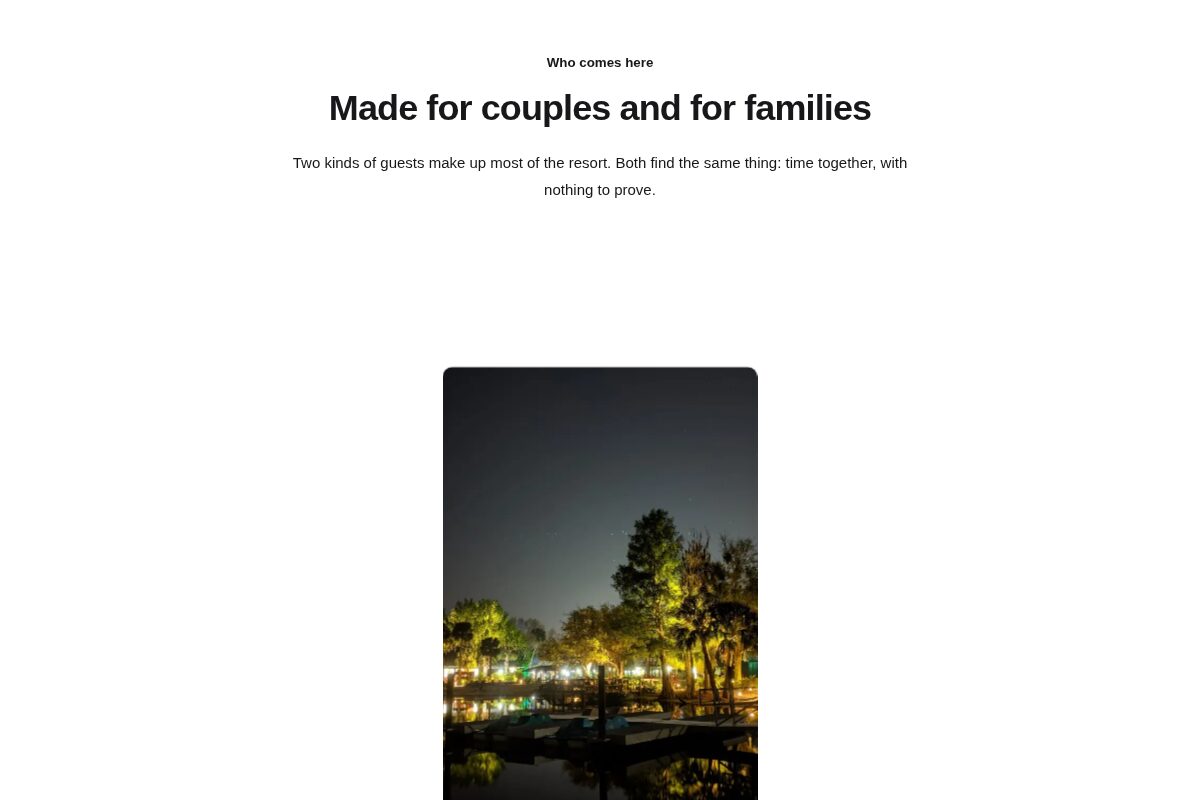 Who comes here
Made for couples and for families
Two kinds of guests make up most of the resort. Both find the same thing: time together, with
nothing to prove.